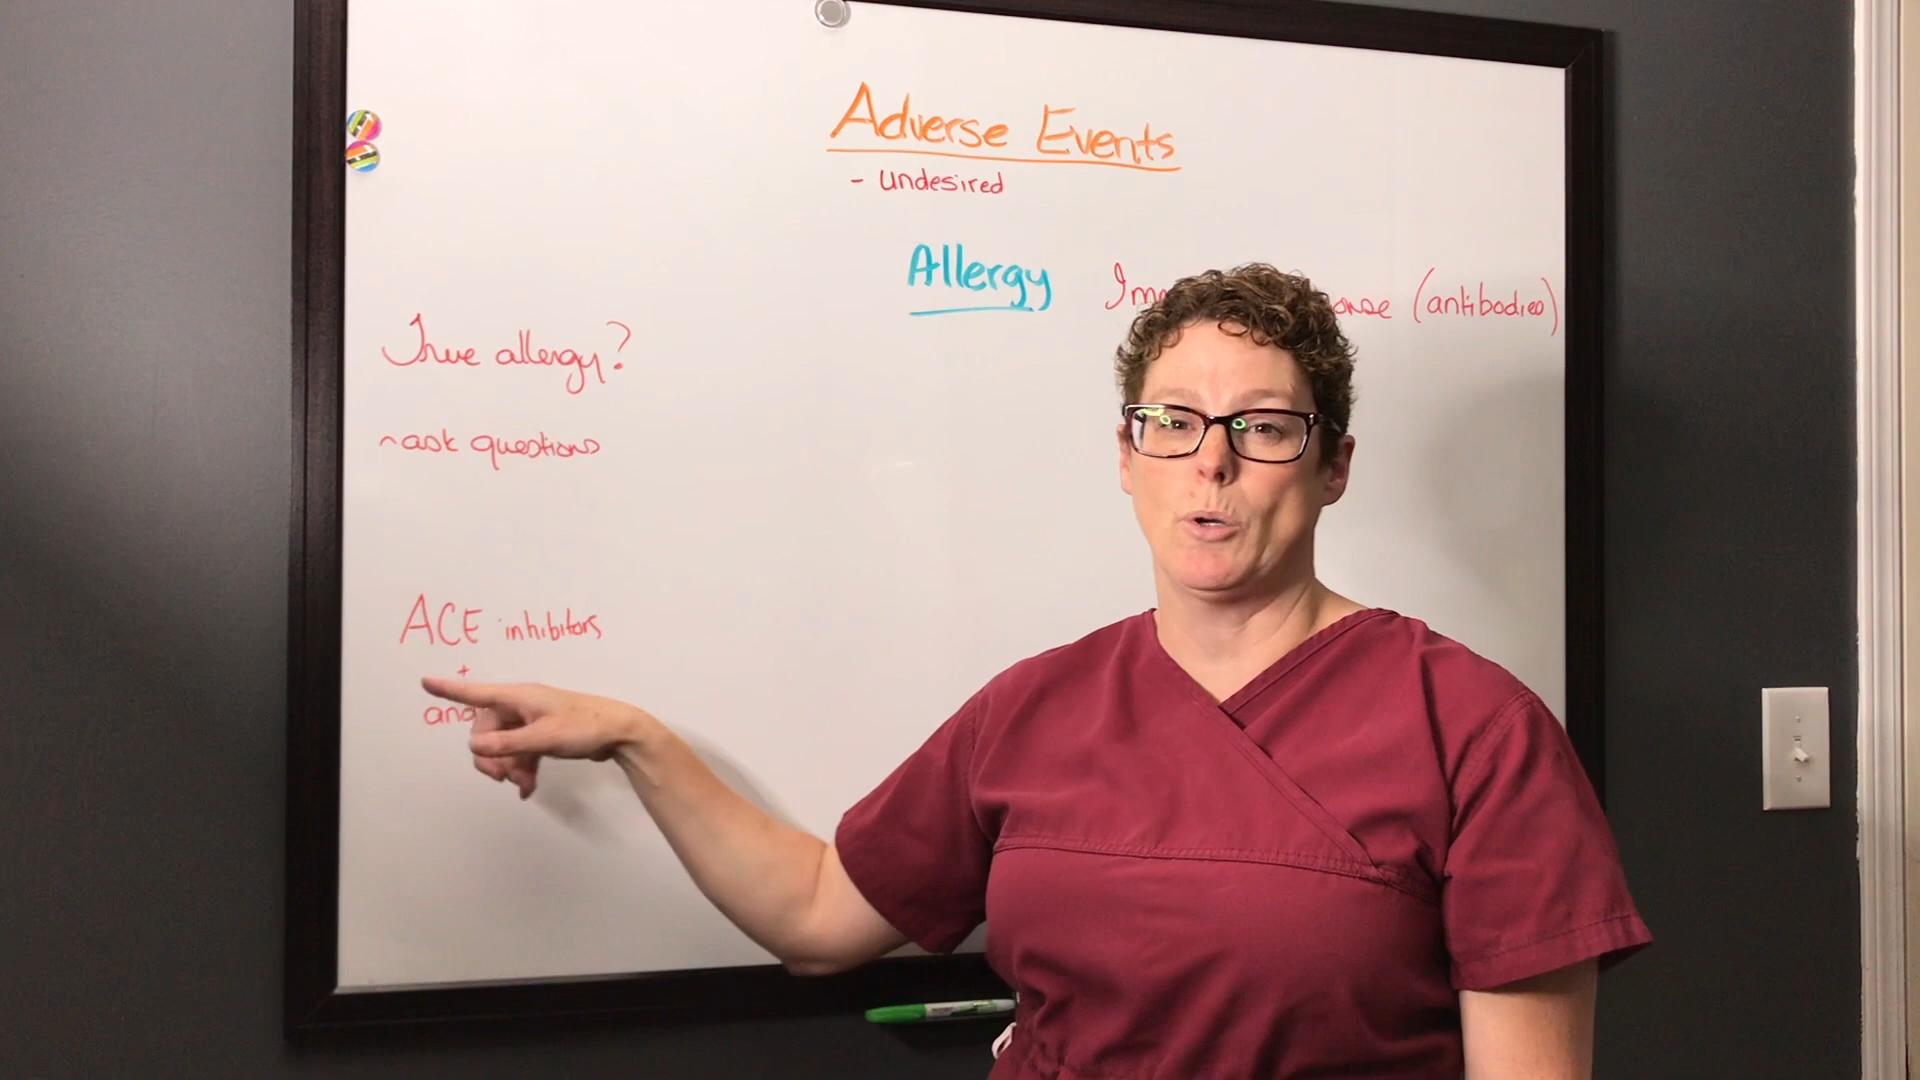 Adverse Events
- Undesired
Allergy
(antibodies)
True allergy?
~ask questions
ACE inhibitors
+